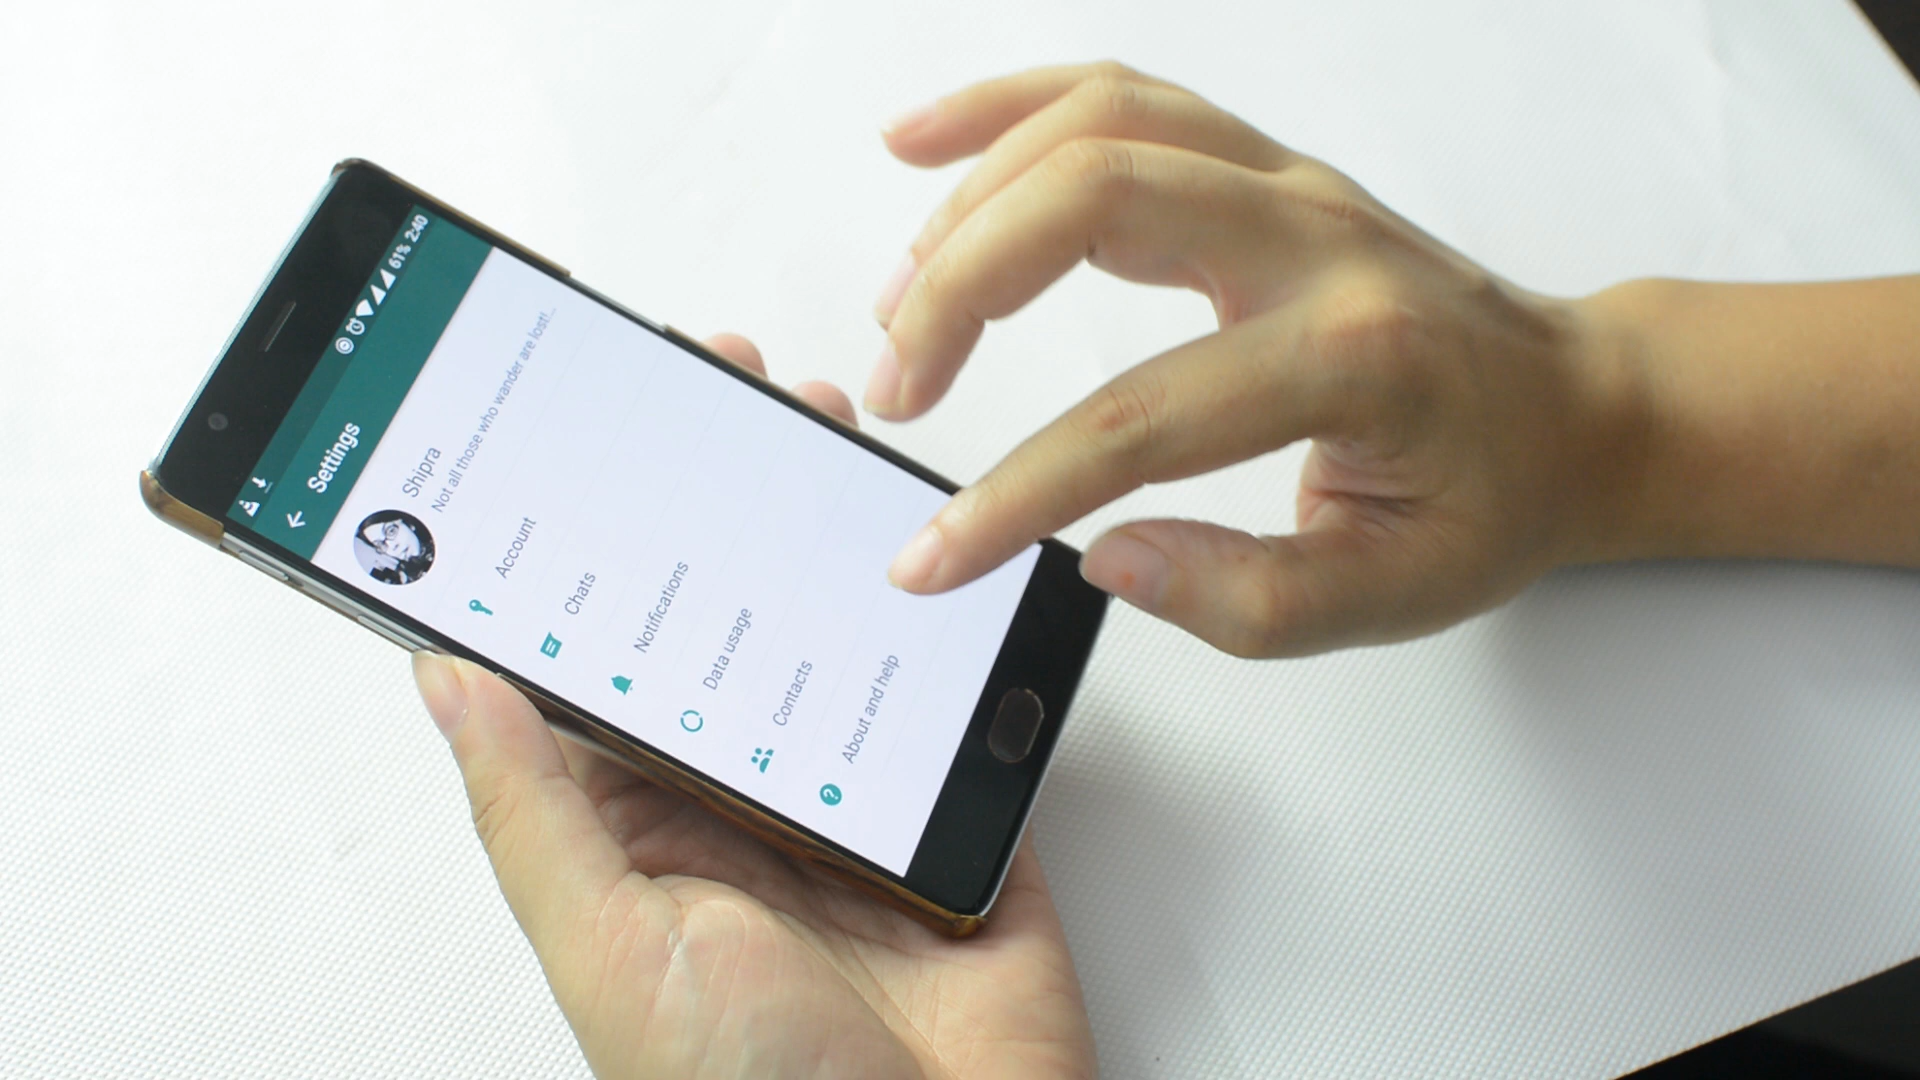 61% 2:40
Settings
Shipra
Not all those who wander are lost!...
Account
Chats
Notifications
Data usage
Contacts
About and help